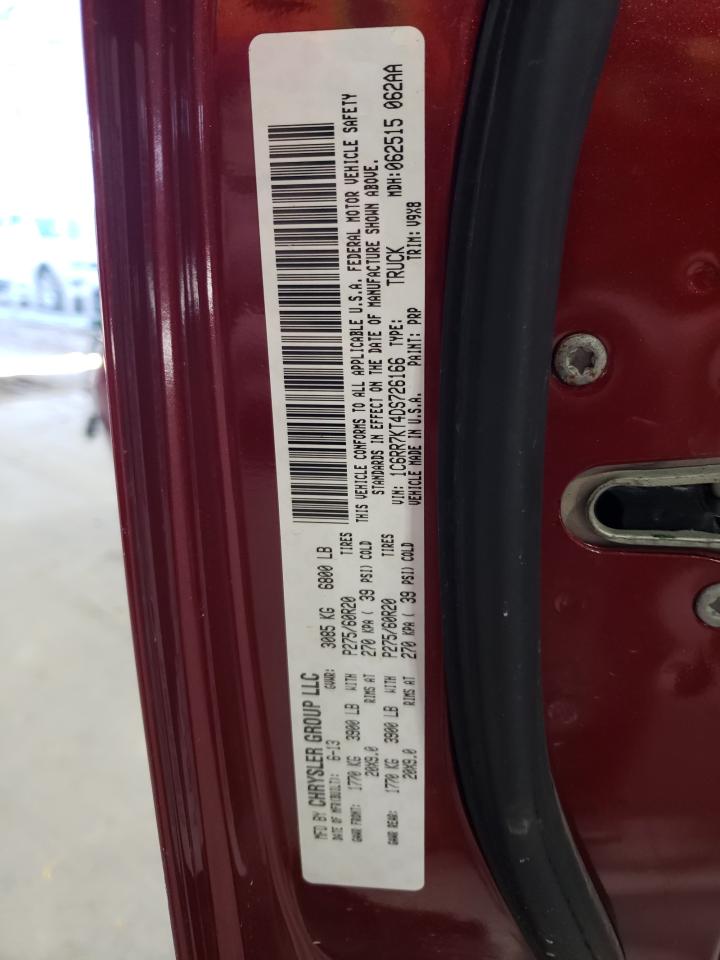 MFD BY CHRYSLER GROUP LLC
DATE OF MFR(BUILT): 6-13 GVWR: 3085 KG 6800 LB
GAWR FRONT: 1770 KG 3900 LB WITH P275/60R20 TIRES
20X9.0 RIMS AT 270 KPA ( 39 PSI) COLD
GAWR REAR: 1770 KG 3900 LB WITH P275/60R20 TIRES
20X9.0 RIMS AT 270 KPA ( 39 PSI) COLD
THIS VEHICLE CONFORMS TO ALL APPLICABLE U.S.A. FEDERAL MOTOR VEHICLE SAFETY
STANDARDS IN EFFECT ON THE DATE OF MANUFACTURE SHOWN ABOVE.
VIN: 1C6RR7KT4DS726166 TYPE: TRUCK MDH:062515 062AA
VEHICLE MADE IN U.S.A. PAINT: PRP TRIM: V9X8